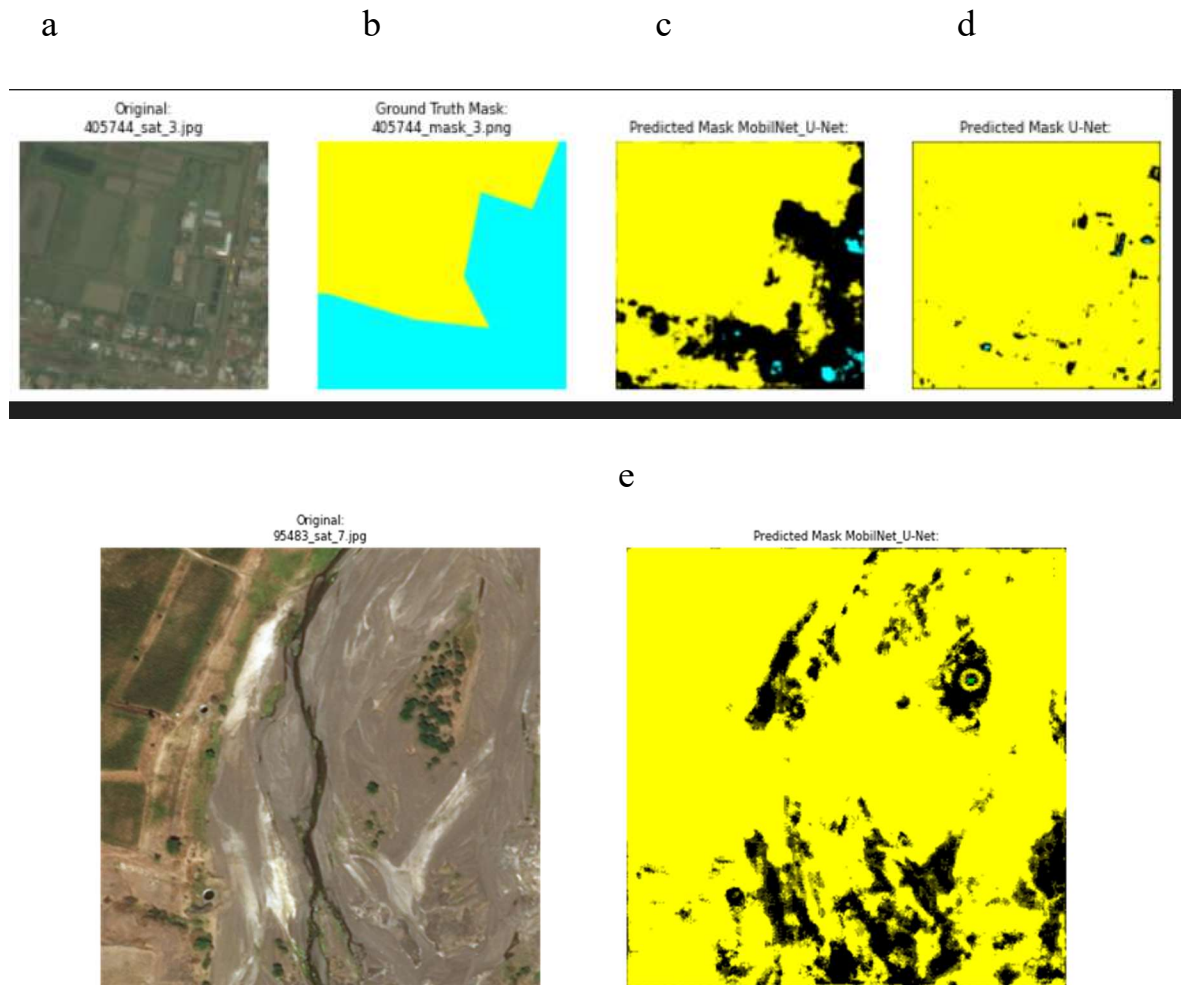 a b c d
Original:
405744_sat_3.jpg
Ground Truth Mask:
405744_mask_3.png
Predicted Mask MobilNet_U-Net:
Predicted Mask U-Net:
e
Original:
95483_sat_7.jpg
Predicted Mask MobilNet_U-Net: